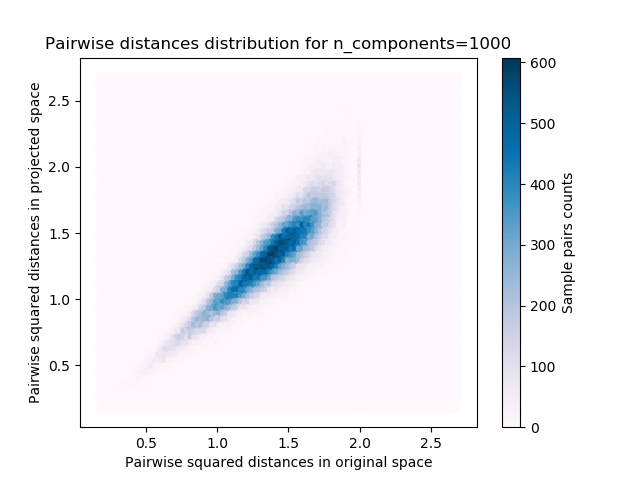 Pairwise distances distribution for n_components=1000
Pairwise squared distances in projected space
2.5
2.0
1.5
1.0
0.5
0.5 1.0 1.5 2.0 2.5
Pairwise squared distances in original space
600
500
400
300
200
100
0
Sample pairs counts